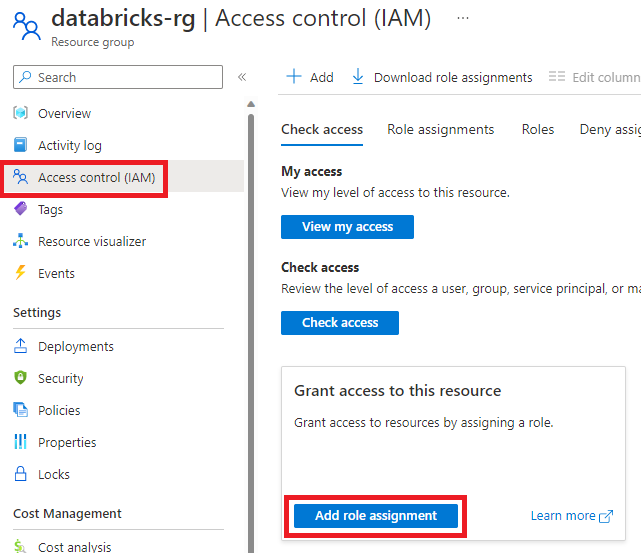 databricks-rg | Access control (IAM) ...
Resource group
Search
Overview
Activity log
Access control (IAM)
Tags
Resource visualizer
Events
Settings
Deployments
Security
Policies
Properties
Locks
Cost Management
Cost analysis
Add Download role assignments Edit column
Check access Role assignments Roles Deny assig
My access
View my level of access to this resource.
View my access
Check access
Review the level of access a user, group, service principal, or ma
Check access
Grant access to this resource
Grant access to resources by assigning a role.
Add role assignment Learn more